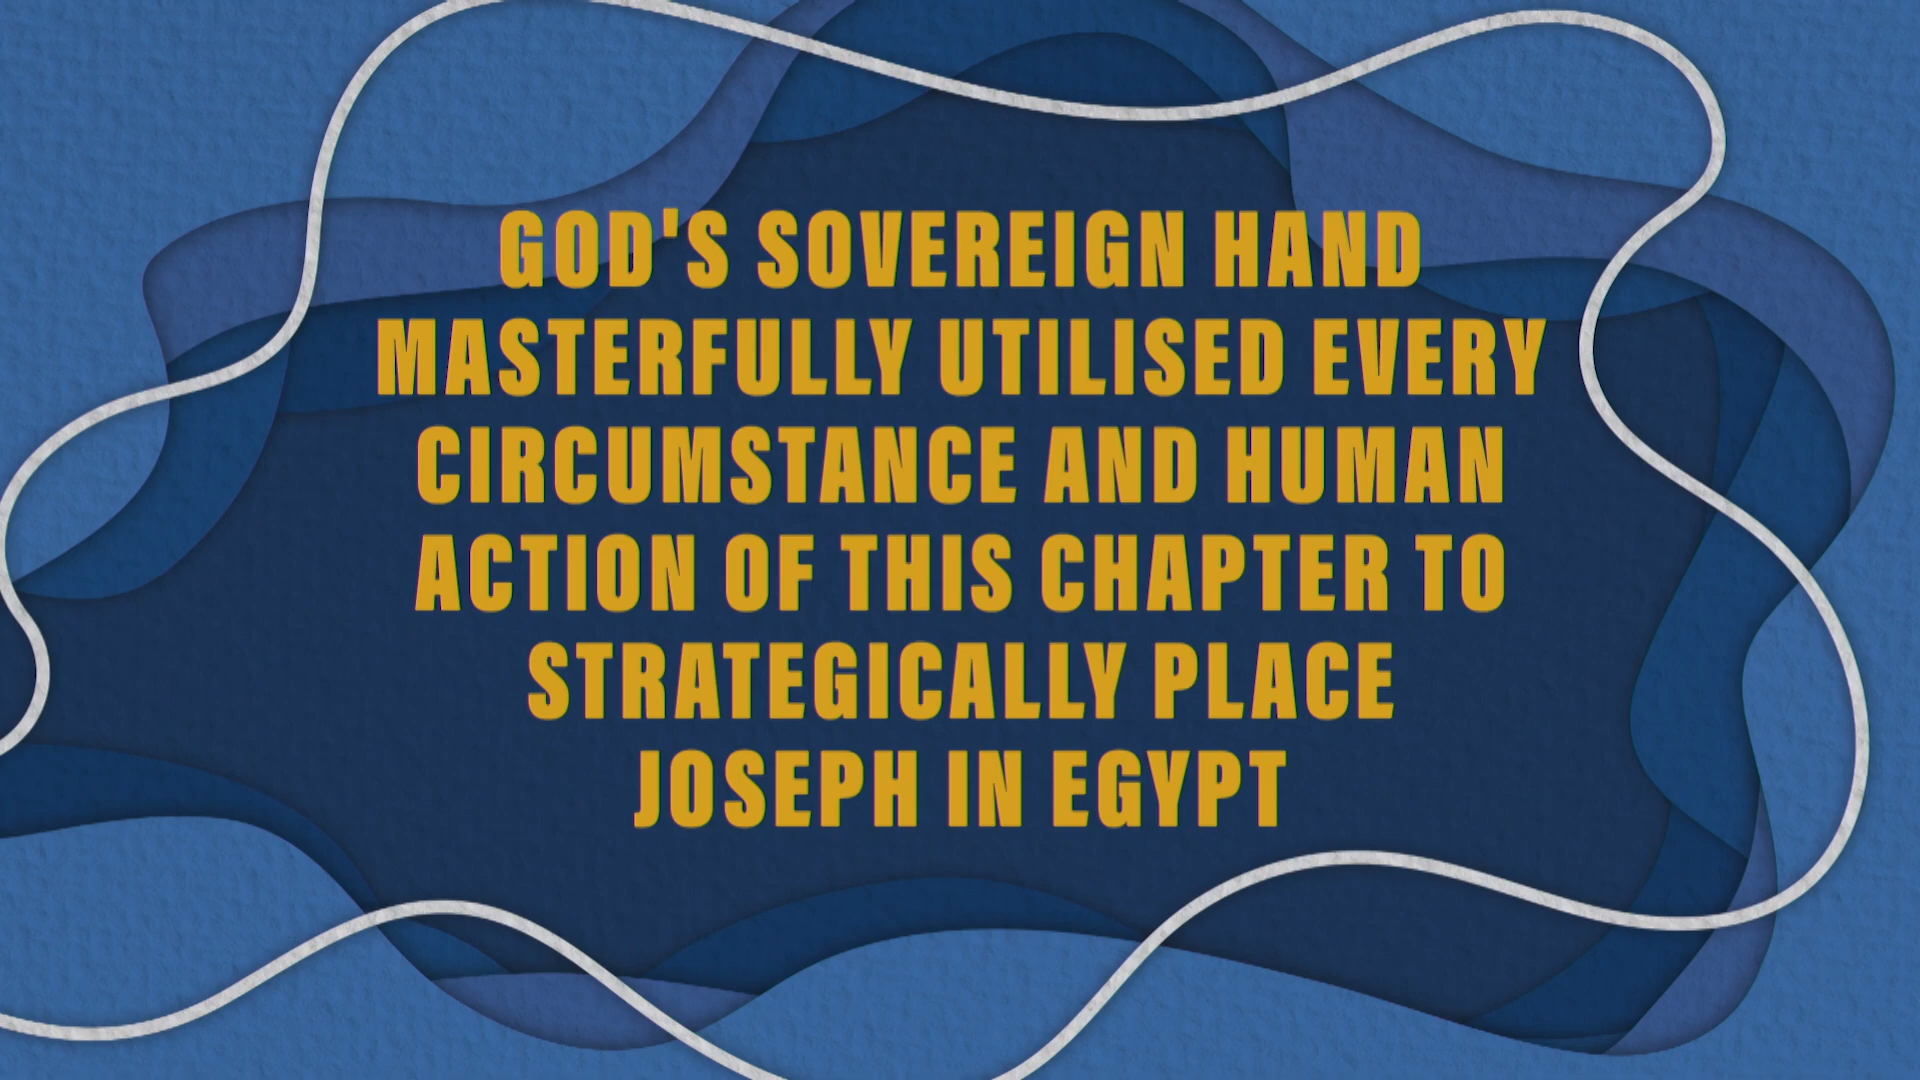 GOD'S SOVEREIGN HAND
MASTERFULLY UTILISED EVERY
CIRCUMSTANCE AND HUMAN
ACTION OF THIS CHAPTER TO
STRATEGICALLY PLACE
JOSEPH IN EGYPT